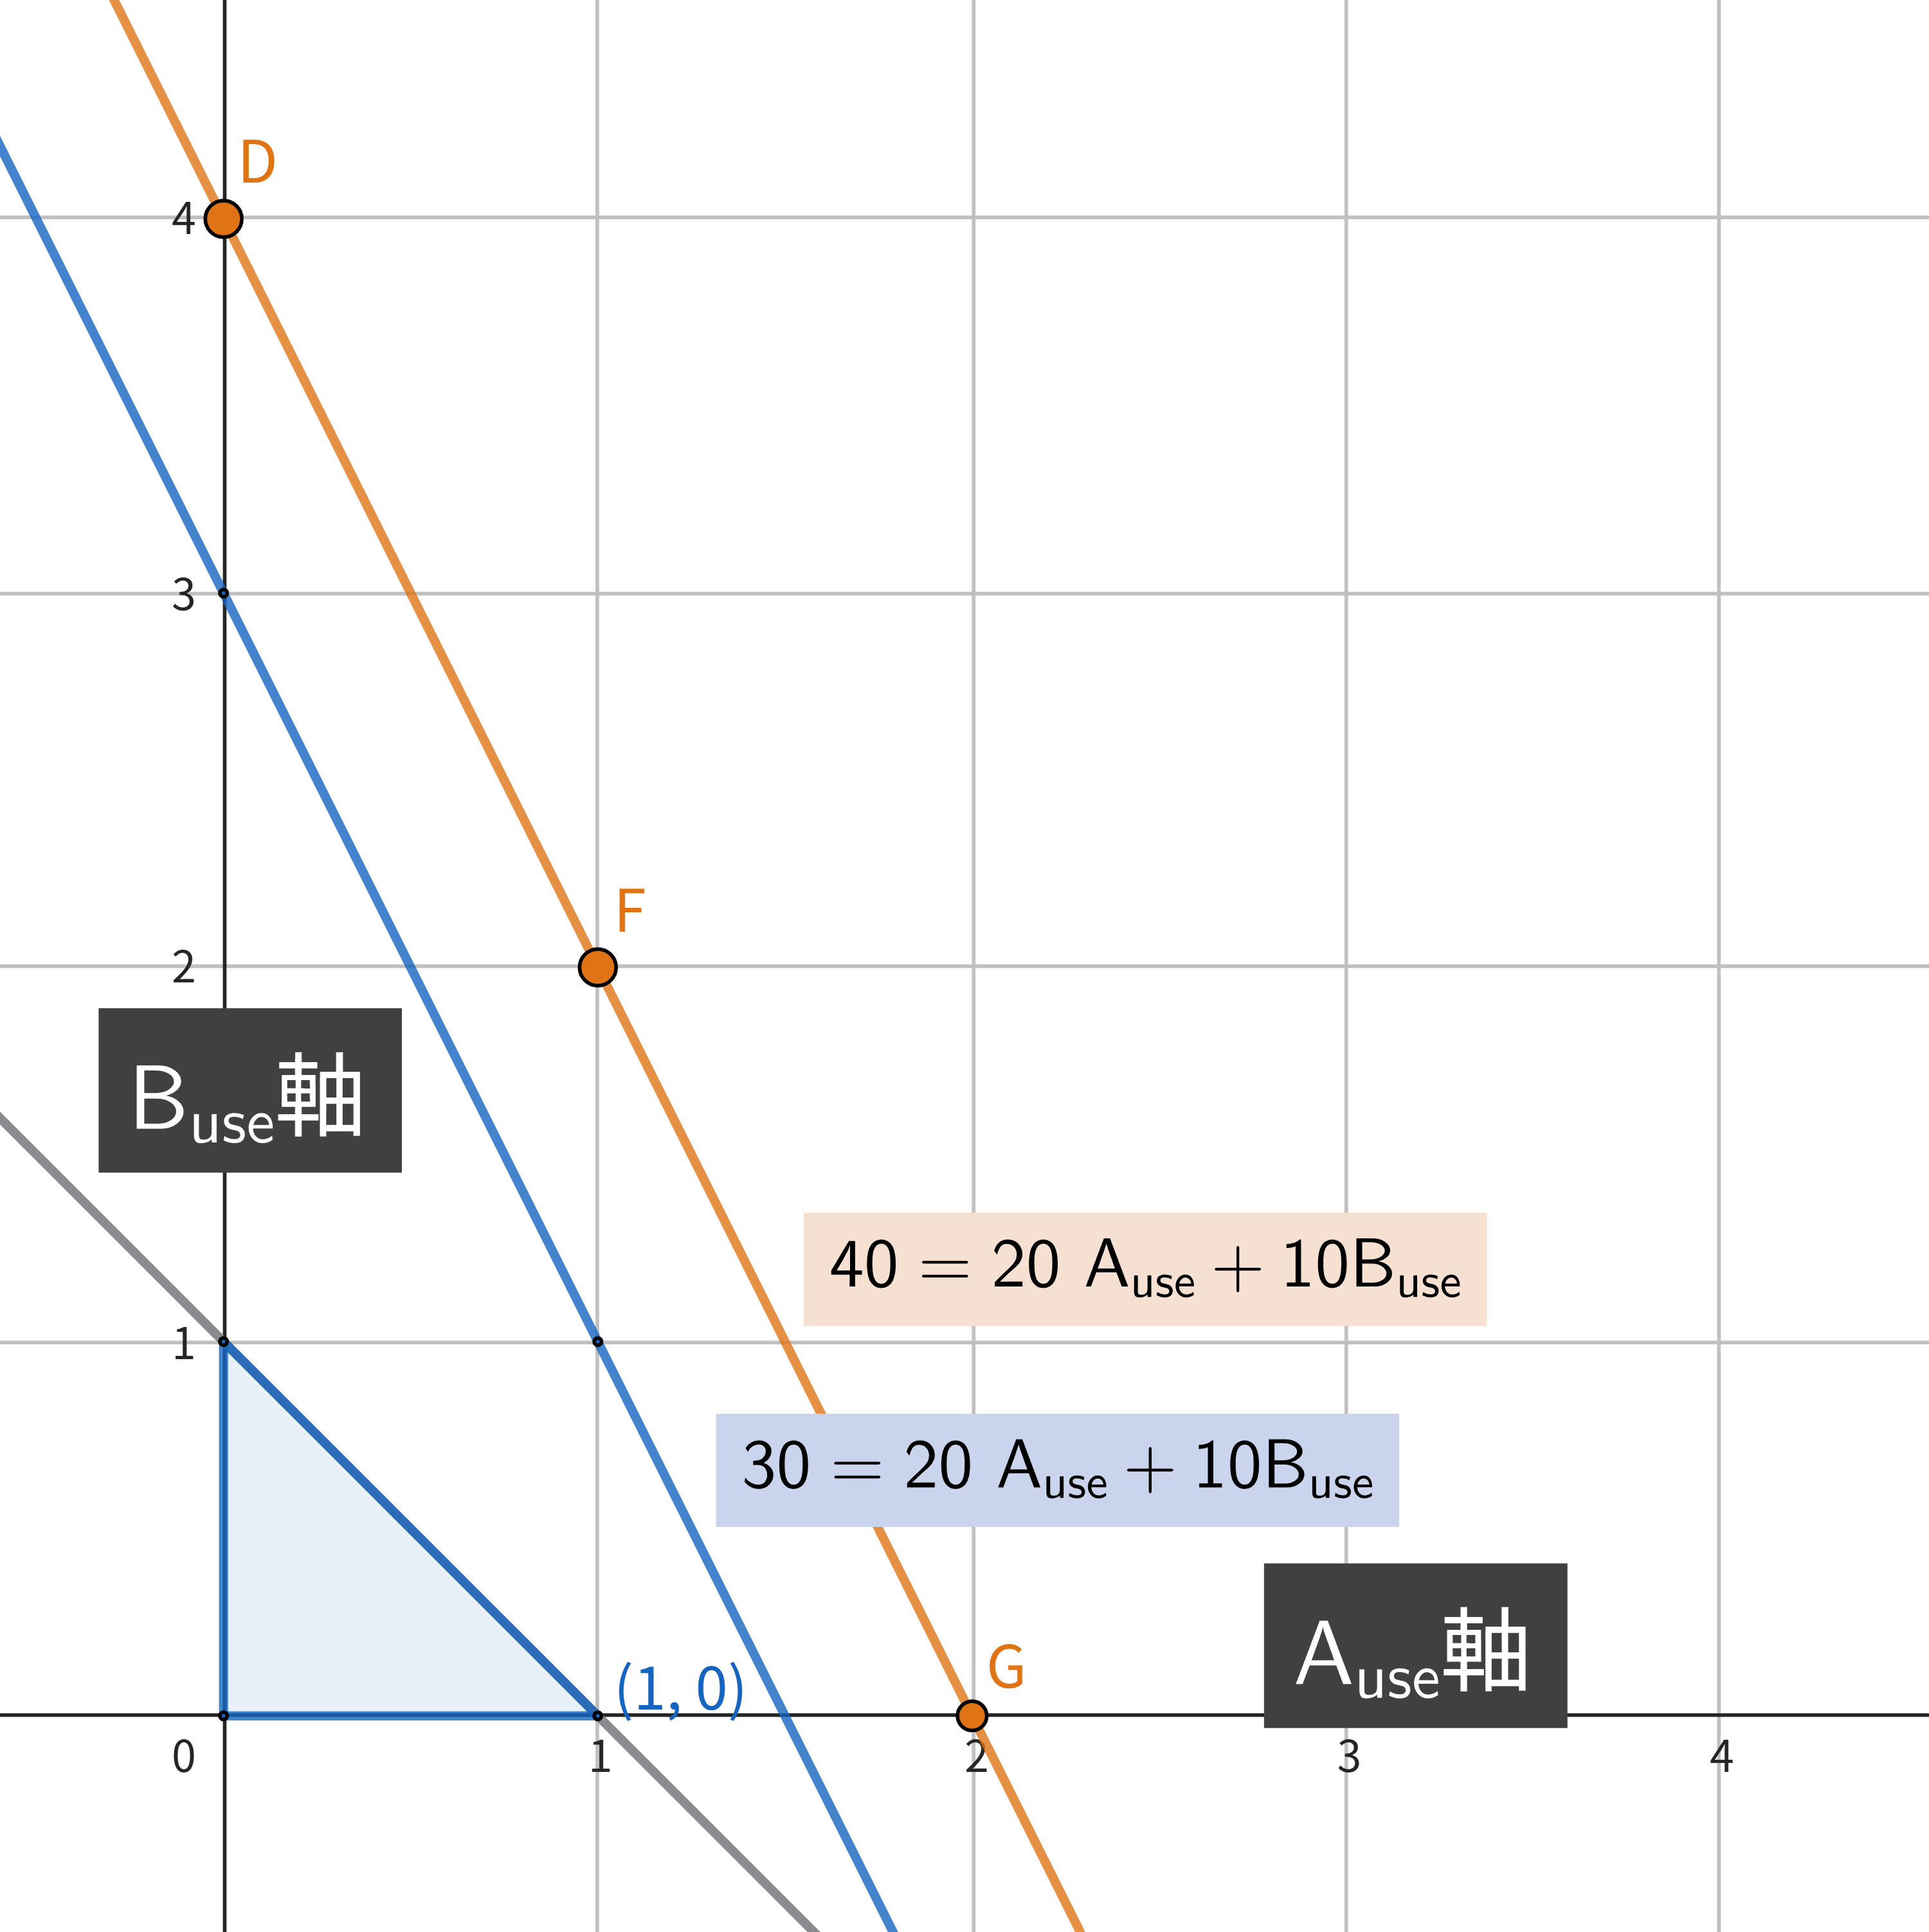 D
4
3
F
2
B_use軸
40 = 20 A_use + 10B_use
1
30 = 20 A_use + 10B_use
A_use軸
G
(1, 0)
0
1
2
3
4